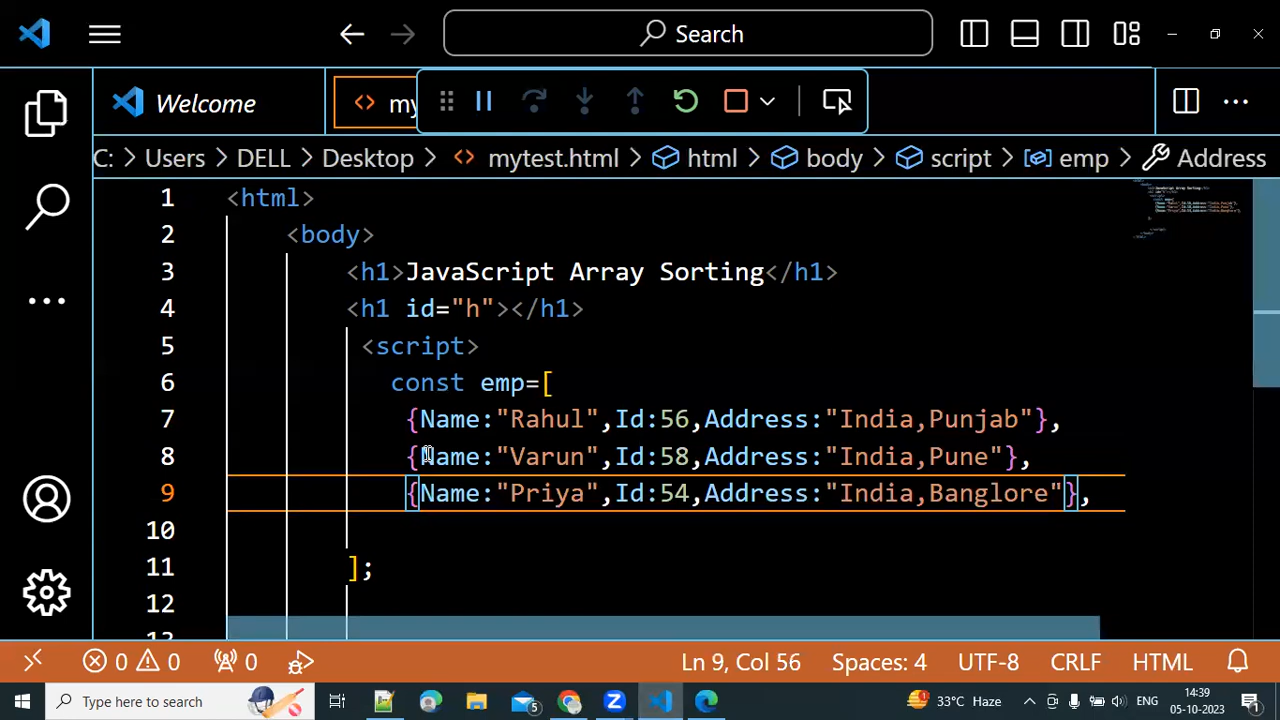 Search
Welcome
my
C: > Users > DELL > Desktop > mytest.html > html > body > script > emp > Address
1 <html>
2 <body>
3 <h1>JavaScript Array Sorting</h1>
4 <h1 id="h"></h1>
5 <script>
6 const emp=[
7 {Name:"Rahul",Id:56,Address:"India,Punjab"},
8 {Name:"Varun",Id:58,Address:"India,Pune"},
9 {Name:"Priya",Id:54,Address:"India,Banglore"},
10
11 ];
12
13
0 0 0 Ln 9, Col 56 Spaces: 4 UTF-8 CRLF HTML
Type here to search 5 1 33°C Haze ENG 14:39 1
05-10-2023